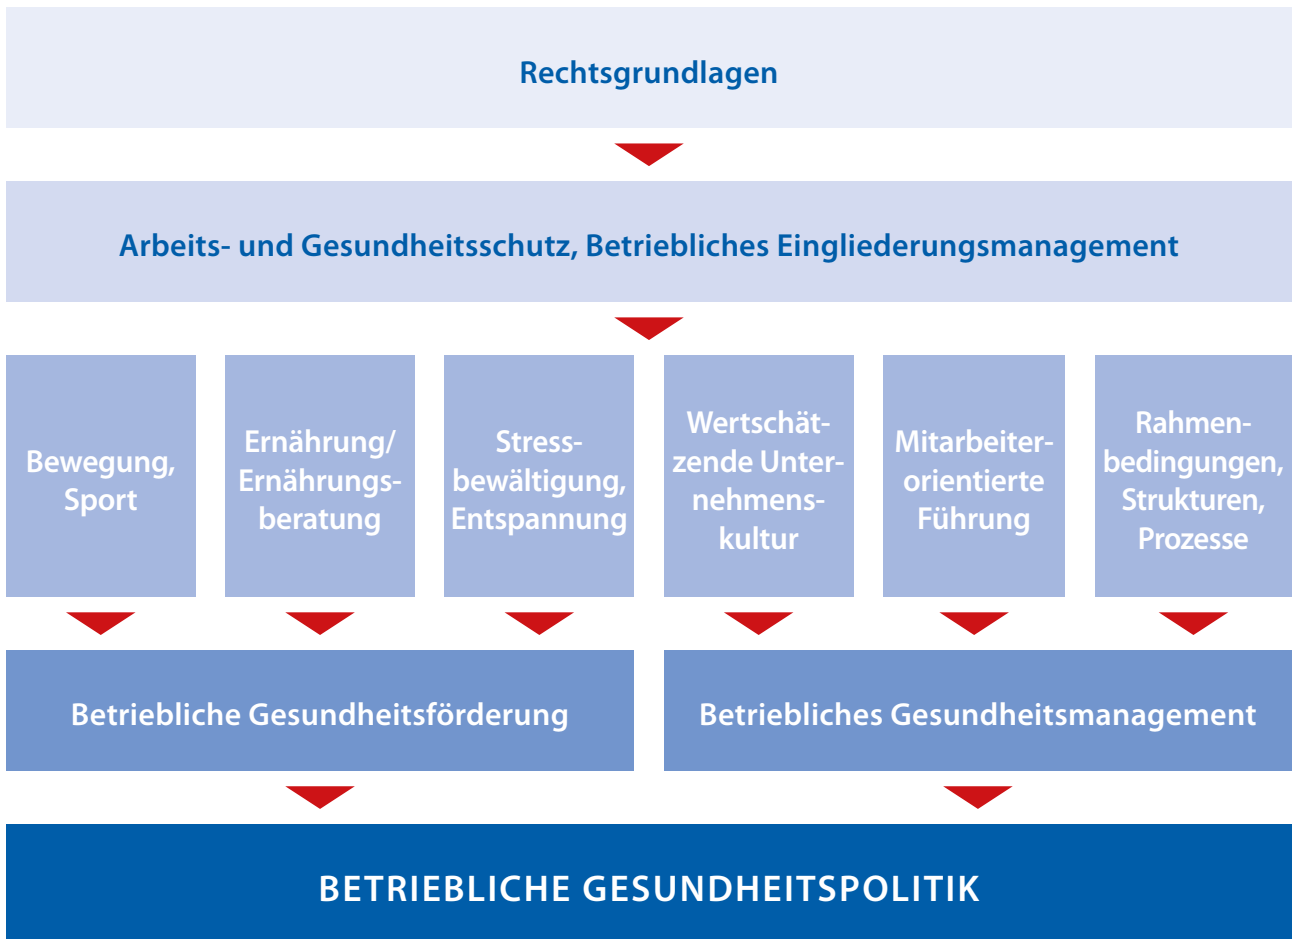 Rechtsgrundlagen
Arbeits- und Gesundheitsschutz, Betriebliches Eingliederungsmanagement
Bewegung,
Sport
Ernährung/
Ernährungs-
beratung
Stress-
bewältigung,
Entspannung
Wertschät-
zende Unter-
nehmens-
kultur
Mitarbeiter-
orientierte
Führung
Rahmen-
bedingungen,
Strukturen,
Prozesse
Betriebliche Gesundheitsförderung
Betriebliches Gesundheitsmanagement
BETRIEBLICHE GESUNDHEITSPOLITIK